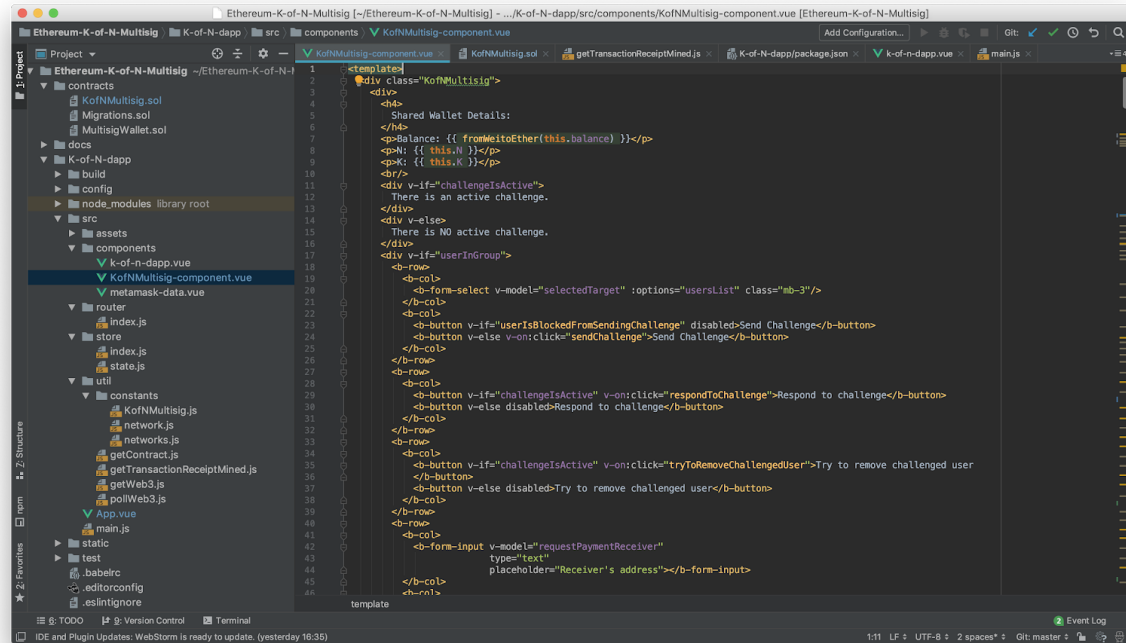 Ethereum-K-of-N-Multisig [~/Ethereum-K-of-N-Multisig] - .../K-of-N-dapp/src/components/KofNMultisig-component.vue [Ethereum-K-of-N-Multisig]
Ethereum-K-of-N-Multisig K-of-N-dapp src components KofNMultisig-component.vue Add Configuration... Git:
Project KofNMultisig-component.vue KofNMultisig.sol getTransactionReceiptMined.js K-Of-N-dapp/package.json k-of-n-dapp.vue main.js
1: Project
Ethereum-K-of-N-Multisig ~/Ethereum-K-of-N-M
contracts
KofNMultisig.sol
Migrations.sol
MultisigWallet.sol
docs
K-of-N-dapp
build
config
node_modules library root
src
assets
components
k-of-n-dapp.vue
KofNMultisig-component.vue
metamask-data.vue
router
index.js
store
index.js
state.js
util
constants
KofNMultisig.js
network.js
networks.js
getContract.js
getTransactionReceiptMined.js
getWeb3.js
pollWeb3.js
App.vue
main.js
static
test
.babelrc
.editorconfig
.eslintignore
7: Structure
npm
2: Favorites
1 <template>
2 <div class="KofNMultisig">
3 <div>
4 <h4>
5 Shared Wallet Details:
6 </h4>
7 <p>Balance: {{ fromWeitoEther(this.balance) }}</p>
8 <p>N: {{ this.N }}</p>
9 <p>K: {{ this.K }}</p>
10 <br/>
11 <div v-if="challengeIsActive">
12 There is an active challenge.
13 </div>
14 <div v-else>
15 There is NO active challenge.
16 </div>
17 <div v-if="userInGroup">
18 <b-row>
19 <b-col>
20 <b-form-select v-model="selectedTarget" :options="usersList" class="mb-3"/>
21 </b-col>
22 <b-col>
23 <b-button v-if="userIsBlockedFromSendingChallenge" disabled>Send Challenge</b-button>
24 <b-button v-else v-on:click="sendChallenge">Send Challenge</b-button>
25 </b-col>
26 </b-row>
27 <b-row>
28 <b-col>
29 <b-button v-if="challengeIsActive" v-on:click="respondToChallenge">Respond to challenge</b-button>
30 <b-button v-else disabled>Respond to challenge</b-button>
31 </b-col>
32 </b-row>
33 <b-row>
34 <b-col>
35 <b-button v-if="challengeIsActive" v-on:click="tryToRemoveChallengedUser">Try to remove challenged user
36 </b-button>
37 <b-button v-else disabled>Try to remove challenged user</b-button>
38 </b-col>
39 </b-row>
40 <b-row>
41 <b-col>
42 <b-form-input v-model="requestPaymentReceiver"
43 type="text"
44 placeholder="Receiver's address"></b-form-input>
45 </b-col>
46 <b-col>
template
6: TODO 9: Version Control Terminal 2 Event Log
IDE and Plugin Updates: WebStorm is ready to update. (yesterday 16:35) 1:11 LF UTF-8 2 spaces* Git: master